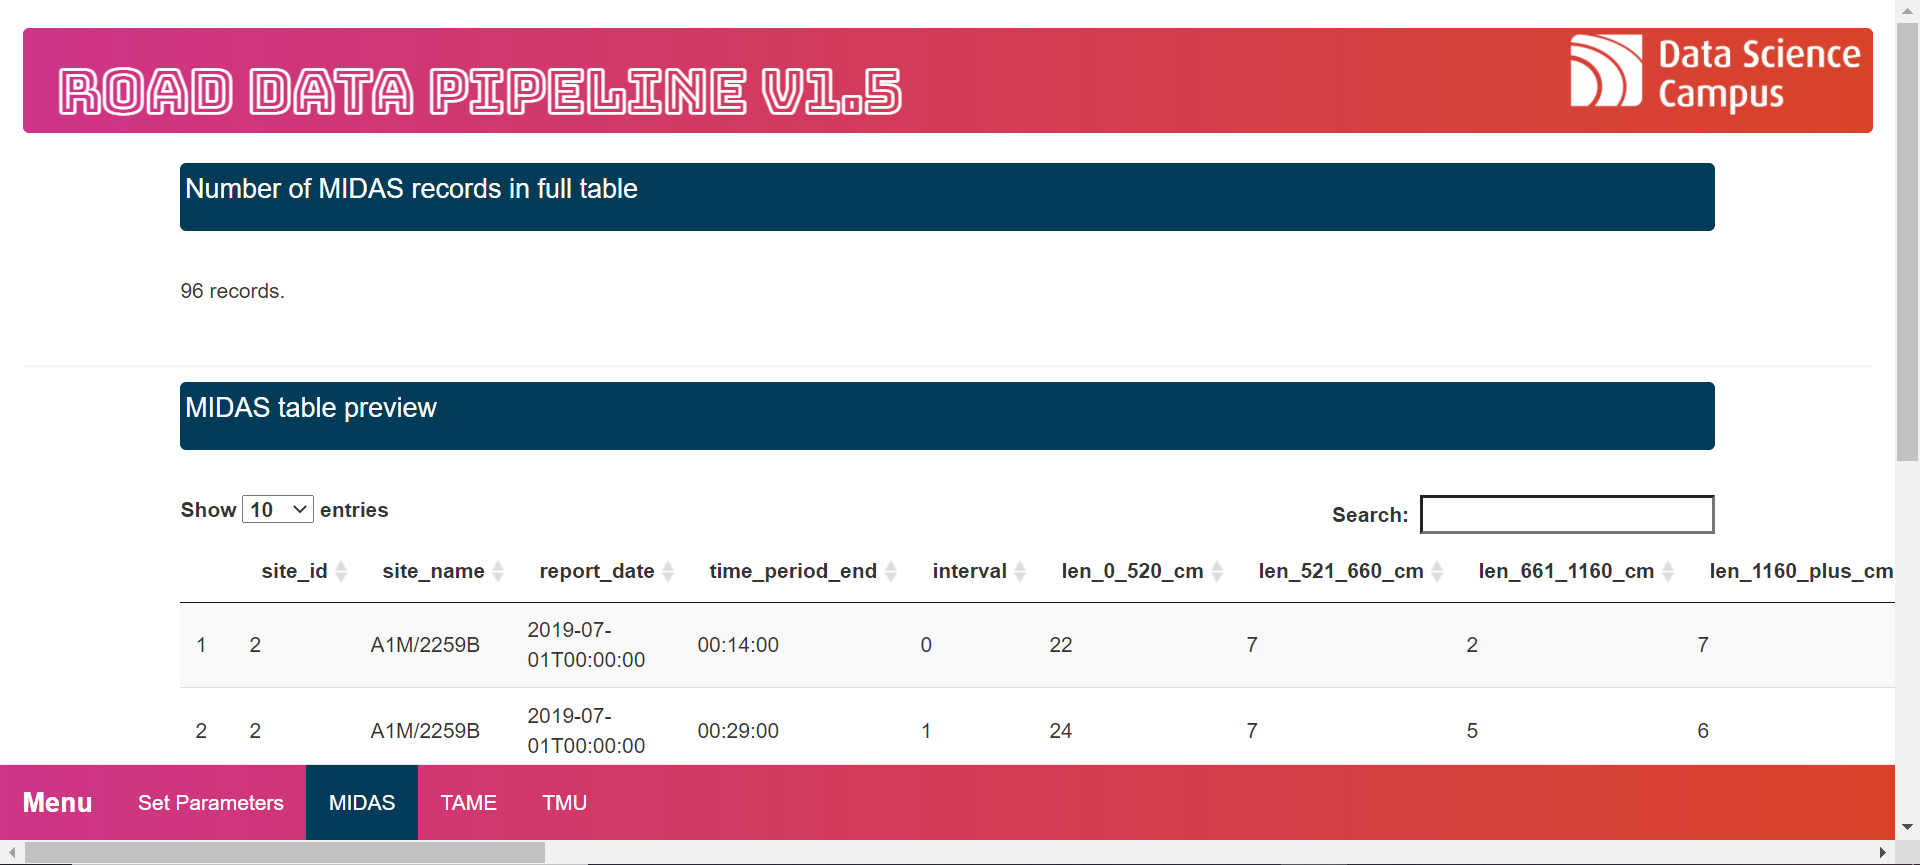 ROAD DATA PIPELINE V1.5
Data Science
Campus
Number of MIDAS records in full table
96 records.
MIDAS table preview
Show 10 entries
Search:
site_id site_name report_date time_period_end interval len_0_520_cm len_521_660_cm len_661_1160_cm len_1160_plus_cm
1 2 A1M/2259B 2019-07-01T00:00:00 00:14:00 0 22 7 2 7
2 2 A1M/2259B 2019-07-01T00:00:00 00:29:00 1 24 7 5 6
Menu Set Parameters MIDAS TAME TMU